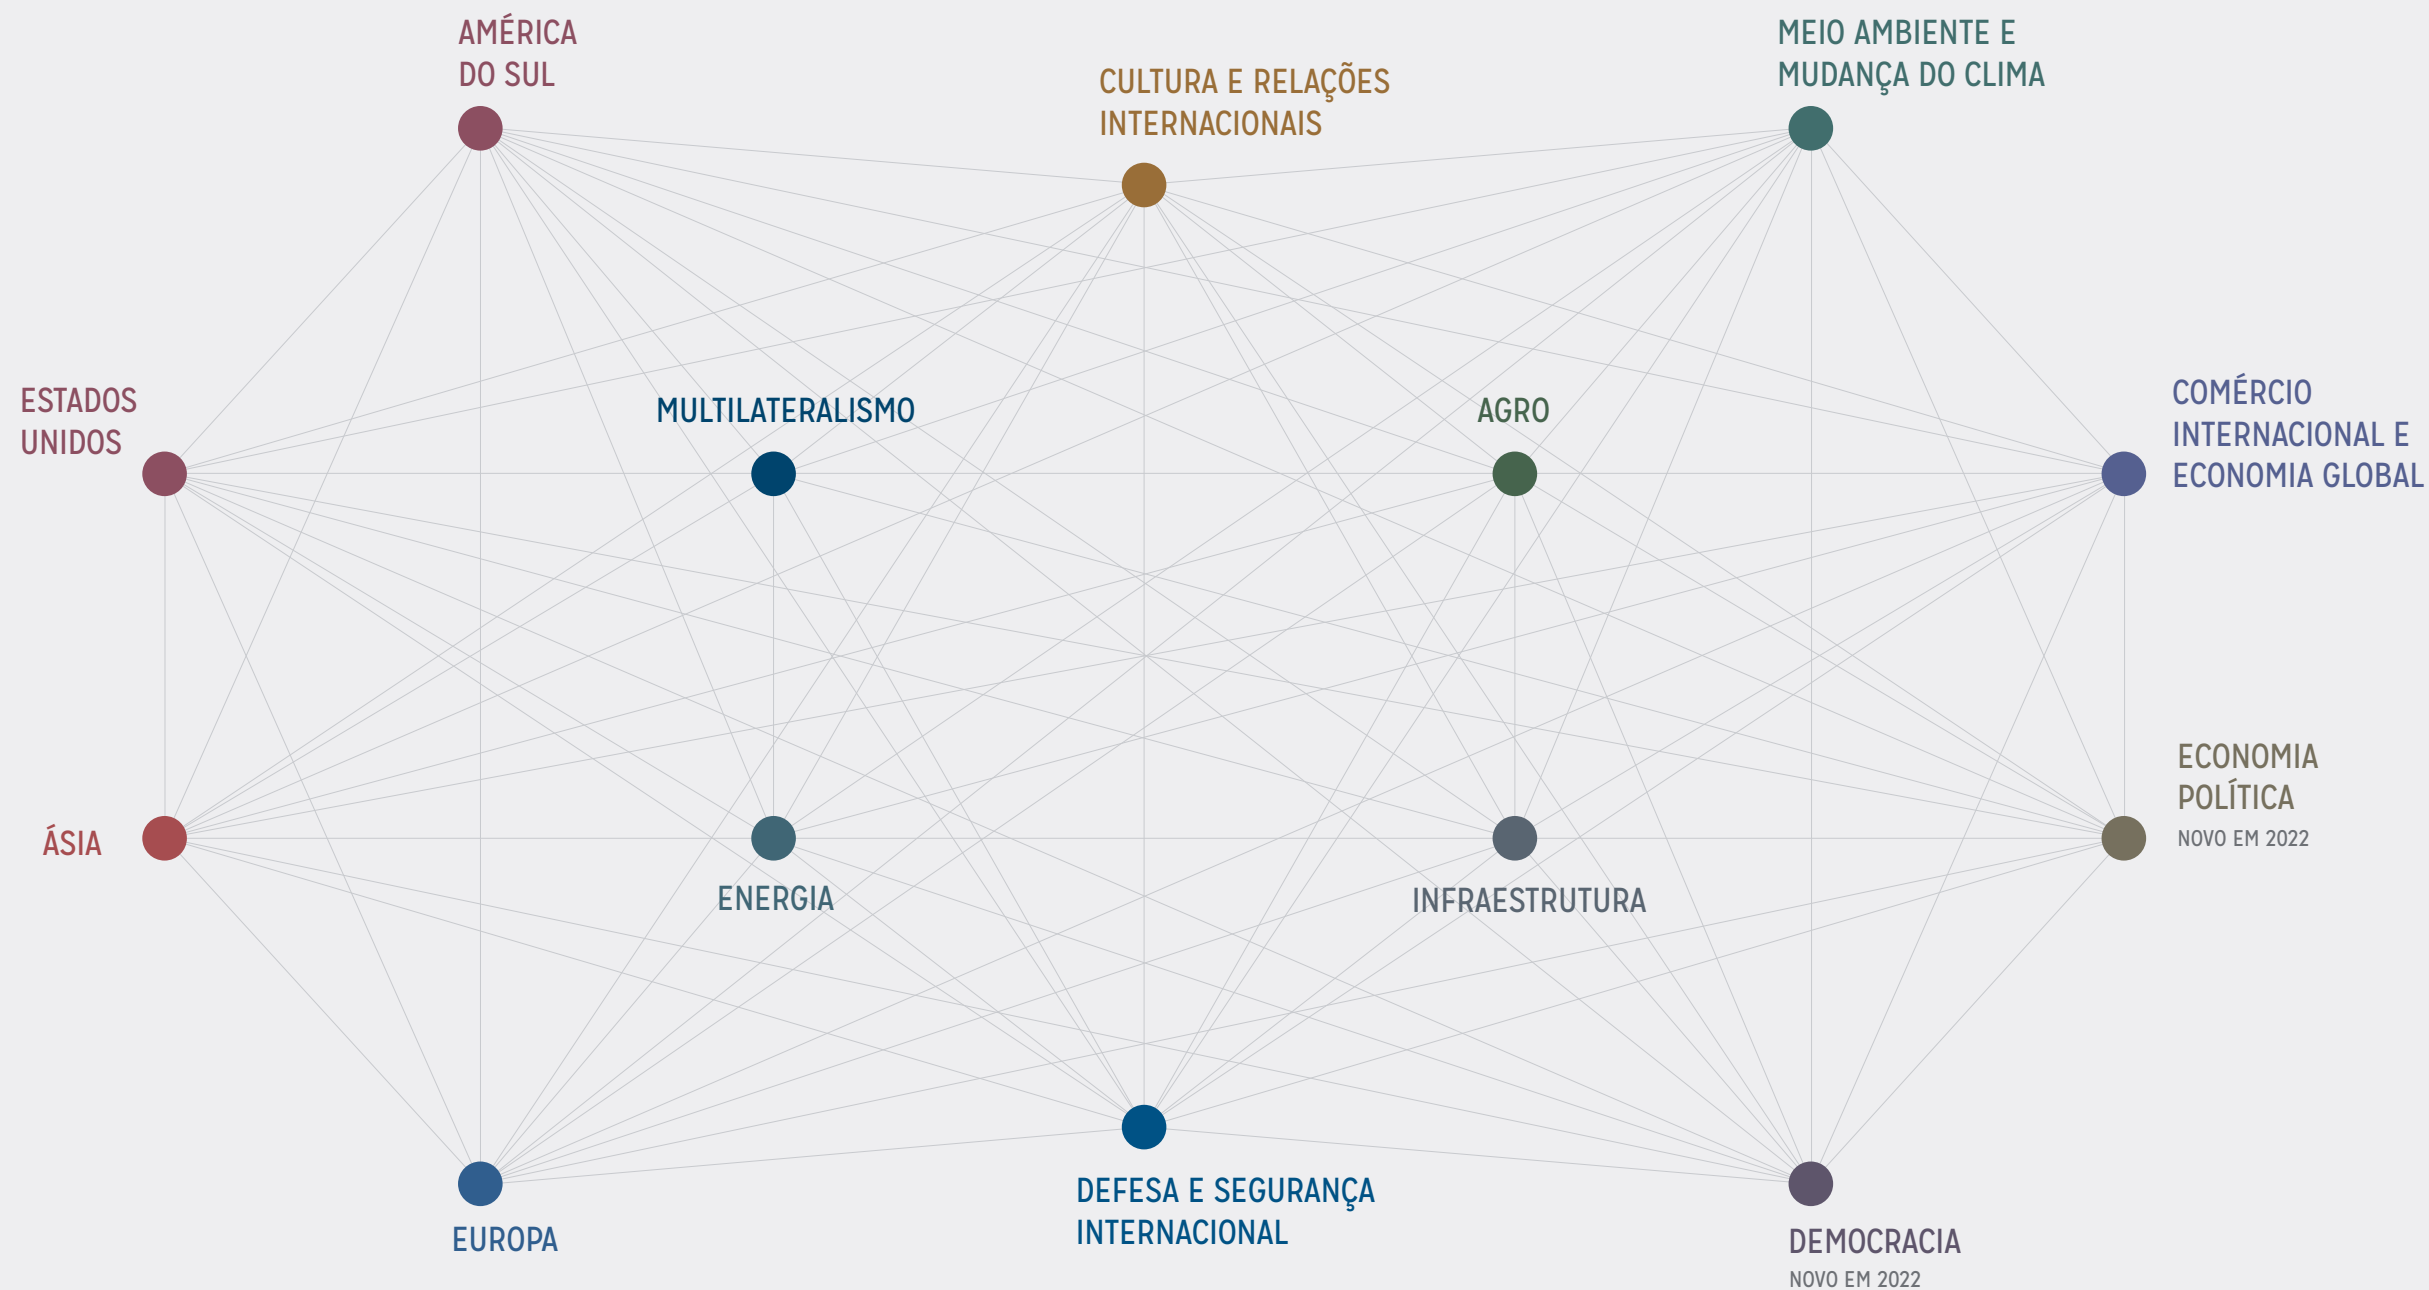 AMÉRICA
DO SUL
CULTURA E RELAÇÕES
INTERNACIONAIS
MEIO AMBIENTE E
MUDANÇA DO CLIMA
ESTADOS
UNIDOS
MULTILATERALISMO
AGRO
COMÉRCIO
INTERNACIONAL E
ECONOMIA GLOBAL
ÁSIA
ENERGIA
INFRAESTRUTURA
ECONOMIA
POLÍTICA
NOVO EM 2022
EUROPA
DEFESA E SEGURANÇA
INTERNACIONAL
DEMOCRACIA
NOVO EM 2022